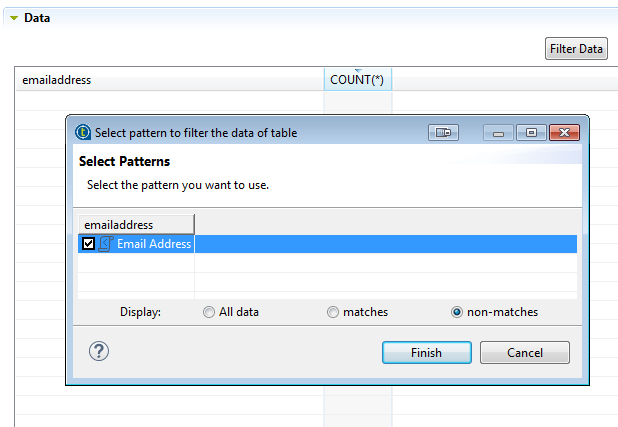 Data
Filter Data
emailaddress COUNT(*)
Select pattern to filter the data of table
Select Patterns
Select the pattern you want to use.
emailaddress
Email Address
Display: All data matches non-matches
? Finish Cancel